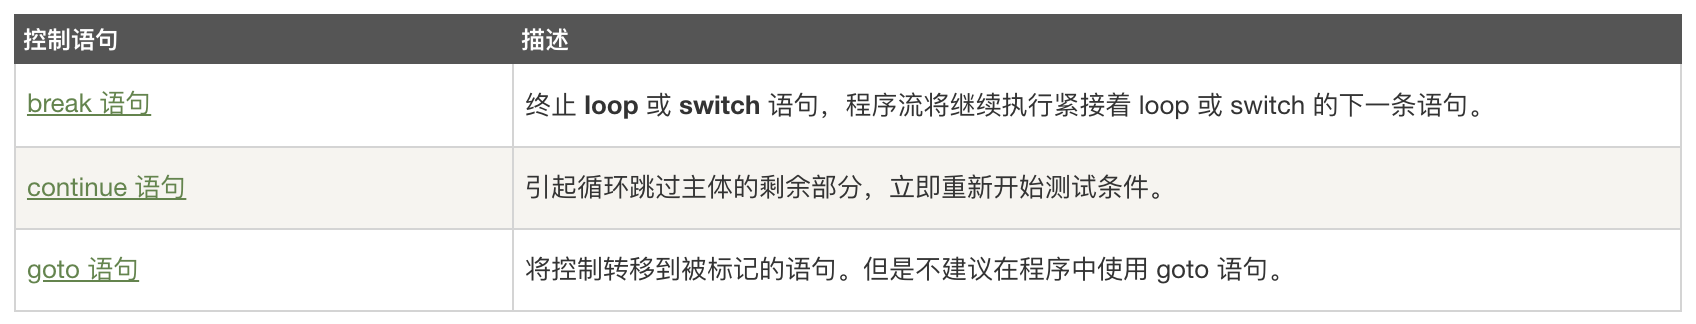 控制语句 描述
break 语句 终止 loop 或 switch 语句，程序流将继续执行紧接着 loop 或 switch 的下一条语句。
continue 语句 引起循环跳过主体的剩余部分，立即重新开始测试条件。
goto 语句 将控制转移到被标记的语句。但是不建议在程序中使用 goto 语句。